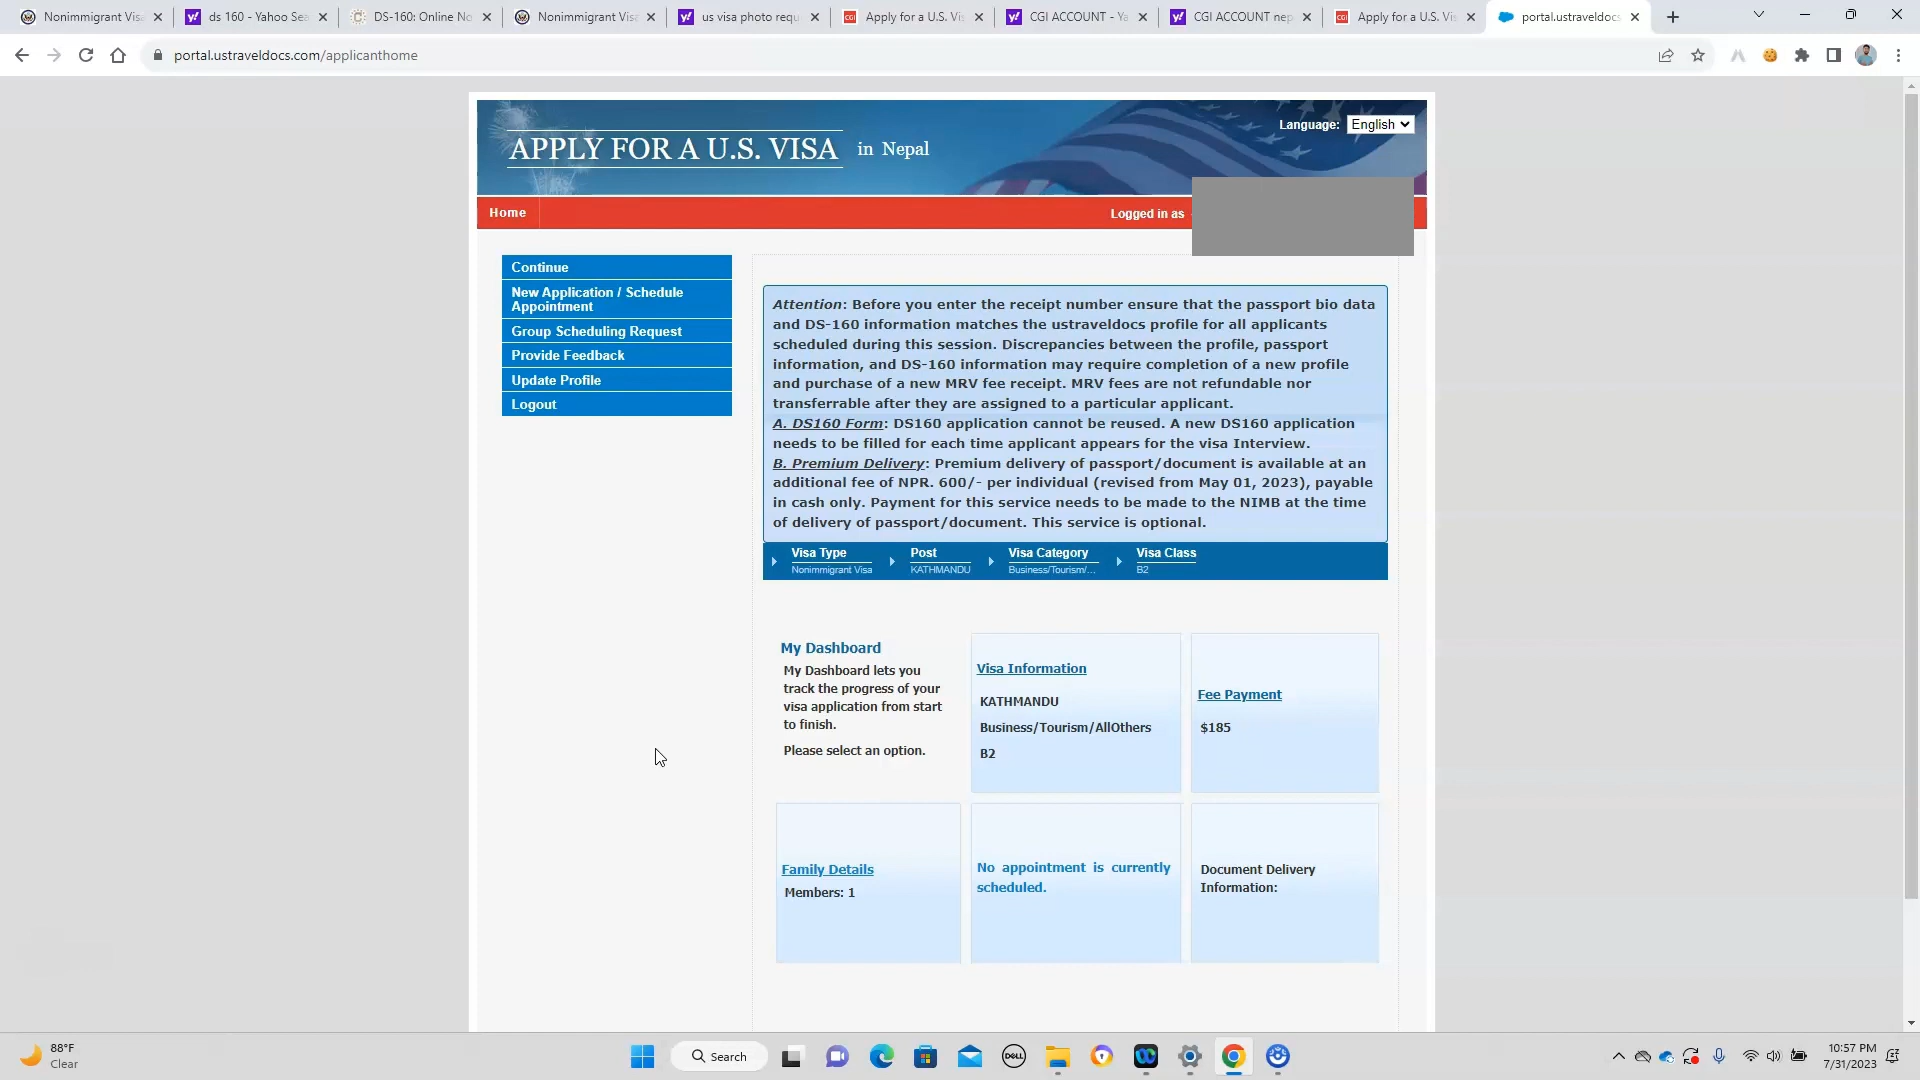 Nonimmigrant Visa
ds 160 - Yahoo Sea
DS-160: Online No
Nonimmigrant Visa
us visa photo requ
Apply for a U.S. Vis
CGI ACCOUNT - Ya
CGI ACCOUNT nep
Apply for a U.S. Vis
portal.ustraveldocs
portal.ustraveldocs.com/applicanthome
APPLY FOR A U.S. VISA in Nepal
Language: English
Home
Logged in as
Continue
New Application / Schedule
Appointment
Group Scheduling Request
Provide Feedback
Update Profile
Logout
Attention: Before you enter the receipt number ensure that the passport bio data
and DS-160 information matches the ustraveldocs profile for all applicants
scheduled during this session. Discrepancies between the profile, passport
information, and DS-160 information may require completion of a new profile
and purchase of a new MRV fee receipt. MRV fees are not refundable nor
transferrable after they are assigned to a particular applicant.
A. DS160 Form: DS160 application cannot be reused. A new DS160 application
needs to be filled for each time applicant appears for the visa Interview.
B. Premium Delivery: Premium delivery of passport/document is available at an
additional fee of NPR. 600/- per individual (revised from May 01, 2023), payable
in cash only. Payment for this service needs to be made to the NIMB at the time
of delivery of passport/document. This service is optional.
Visa Type
Nonimmigrant Visa
Post
KATHMANDU
Visa Category
Business/Tourism/...
Visa Class
B2
My Dashboard
My Dashboard lets you
track the progress of your
visa application from start
to finish.
Please select an option.
Visa Information
KATHMANDU
Business/Tourism/AllOthers
B2
Fee Payment
$185
Family Details
Members: 1
No appointment is currently
scheduled.
Document Delivery
Information:
88°F
Clear
Search
DELL
10:57 PM
7/31/2023